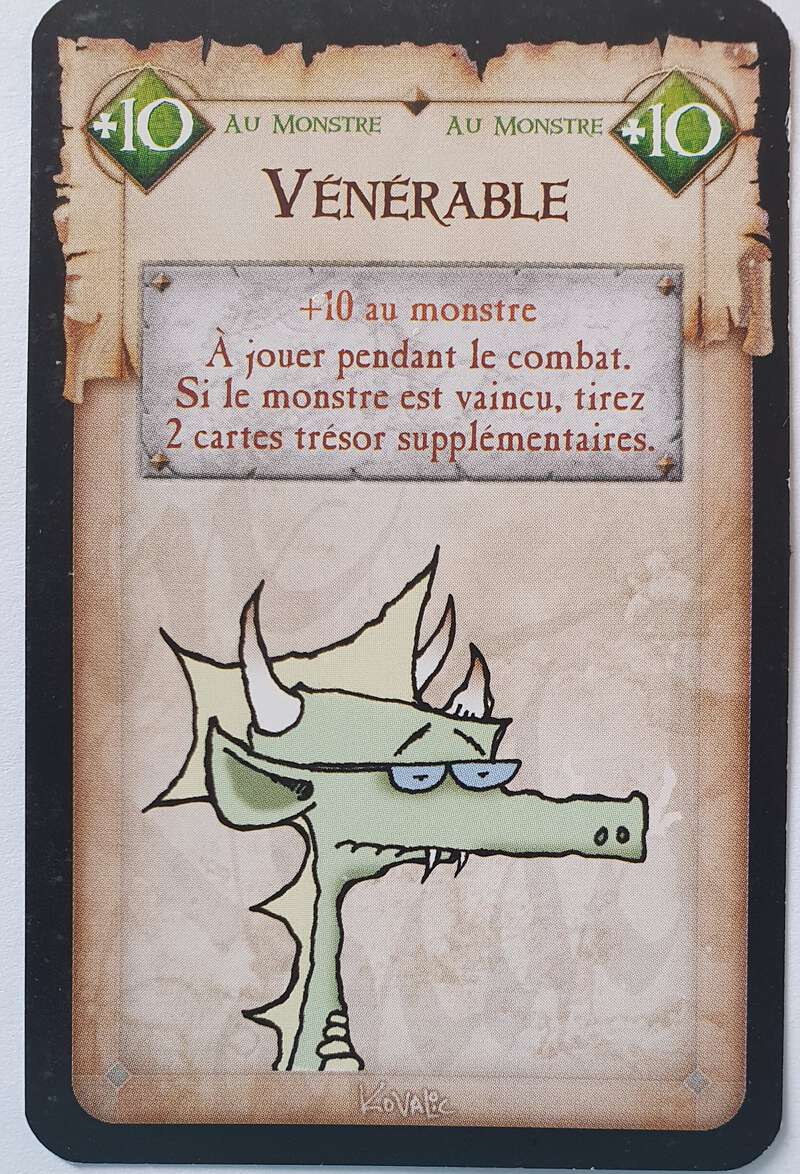 +10 AU MONSTRE AU MONSTRE +10
VÉNÉRABLE
+10 au monstre
À jouer pendant le combat.
Si le monstre est vaincu, tirez
2 cartes trésor supplémentaires.
KOVALIC